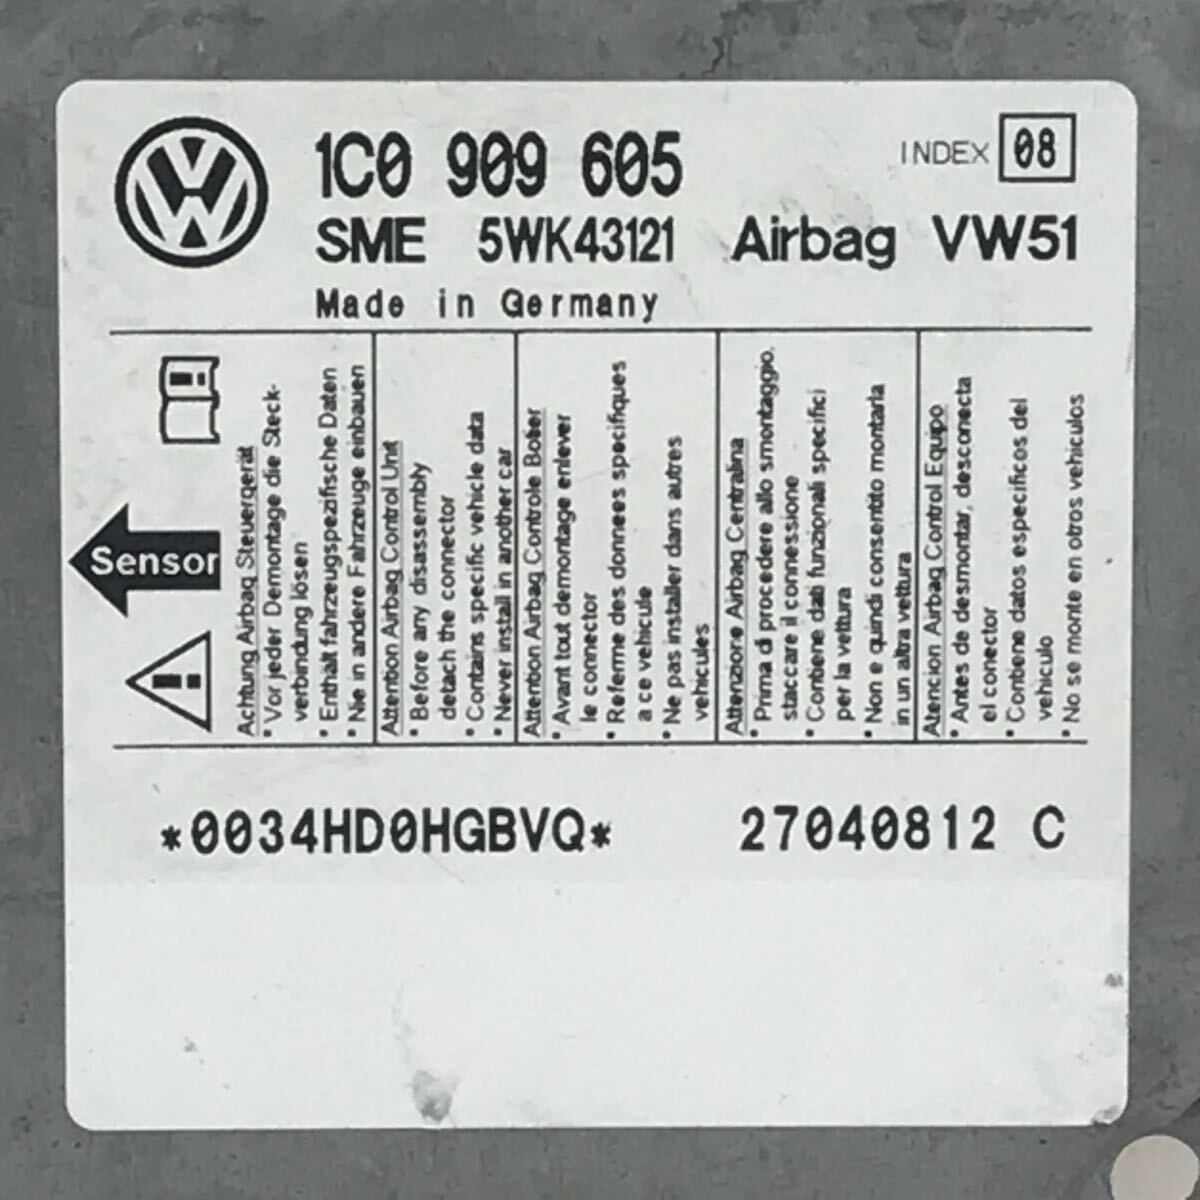 1C0 909 605
INDEX 08
SME 5WK43121 Airbag VW51
Made in Germany
Sensor
Achtung Airbag Steuergerät
* Vor jeder Demontage die Steck-
verbindung lösen
* Enthält fahrzeugspezifische Daten
* Nie in andere Fahrzeuge einbauen
Attention Airbag Control Unit
* Before any disassembly
detach the connector
* Contains specific vehicle data
* Never install in another car
Attention Airbag Controle Boîtier
* Avant tout demontage enlever
le connector
* Referme des donnees specifiques
a ce vehicule
* Ne pas installer dans autres
vehicules
Attenzione Airbag Centralina
* Prima di procedere allo smontaggio,
staccare il connessione
* Contiene dati funzionali specifici
per la vettura
* Non e quindi consentito montarla
in un altra vettura
Atencion Airbag Control Equipo
* Antes de desmontar, desconecta
el conector
* Contiene datos especificos del
vehiculo
* No se monte en otros vehiculos
*0034HD0HGBVQ* 27040812 C